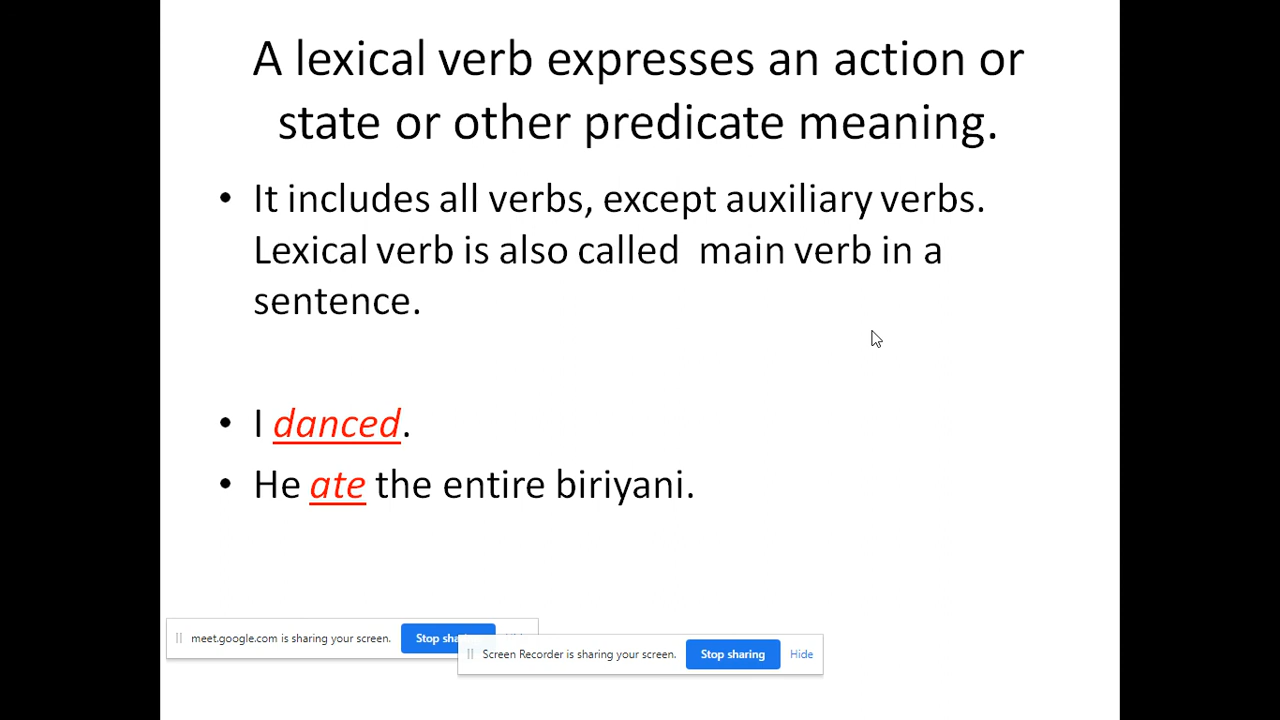 A lexical verb expresses an action or
state or other predicate meaning.
• It includes all verbs, except auxiliary verbs.
Lexical verb is also called  main verb in a
sentence.
• I danced.
• He ate the entire biriyani.
meet.google.com is sharing your screen. Stop
Screen Recorder is sharing your screen. Stop sharing Hide